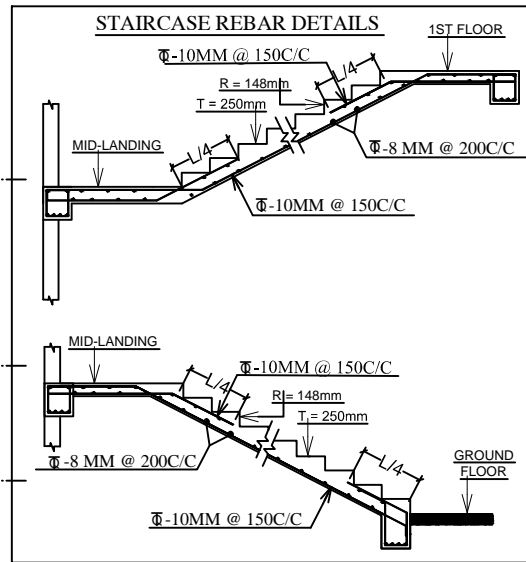 STAIRCASE REBAR DETAILS
Ҵ-10MM @ 150C/C
1ST FLOOR
L/4
R = 148mm
T = 250mm
MID-LANDING
L/4
Ҵ-8 MM @ 200C/C
Ҵ-10MM @ 150C/C
MID-LANDING
Ҵ-10MM @ 150C/C
L/4
R = 148mm
T = 250mm
L/4
GROUND
FLOOR
Ҵ-8 MM @ 200C/C
Ҵ-10MM @ 150C/C